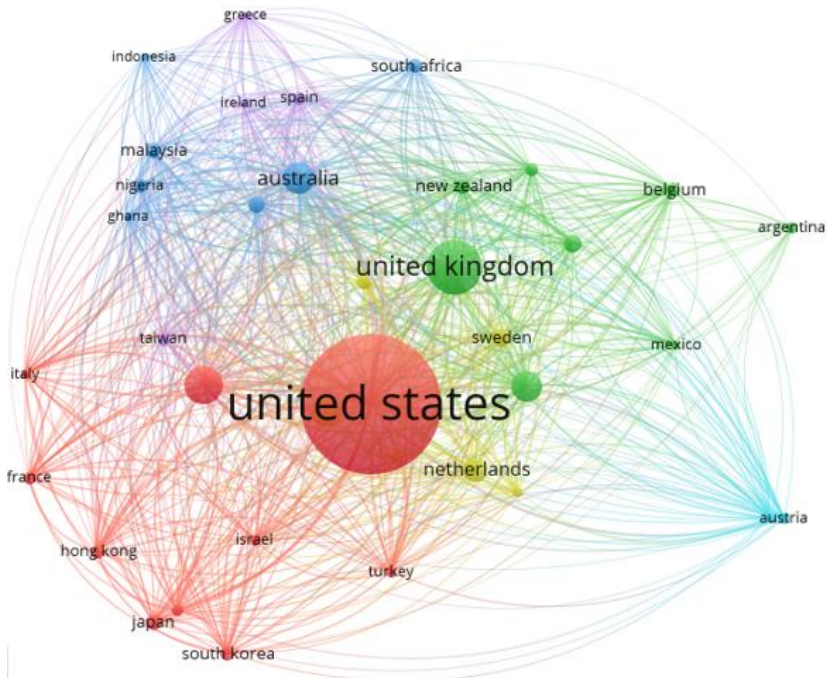 greece
indonesia
south africa
ireland
spain
malaysia
australia
nigeria
new zealand
belgium
ghana
argentina
united kingdom
taiwan
sweden
mexico
italy
united states
netherlands
france
austria
israel
hong kong
turkey
japan
south korea